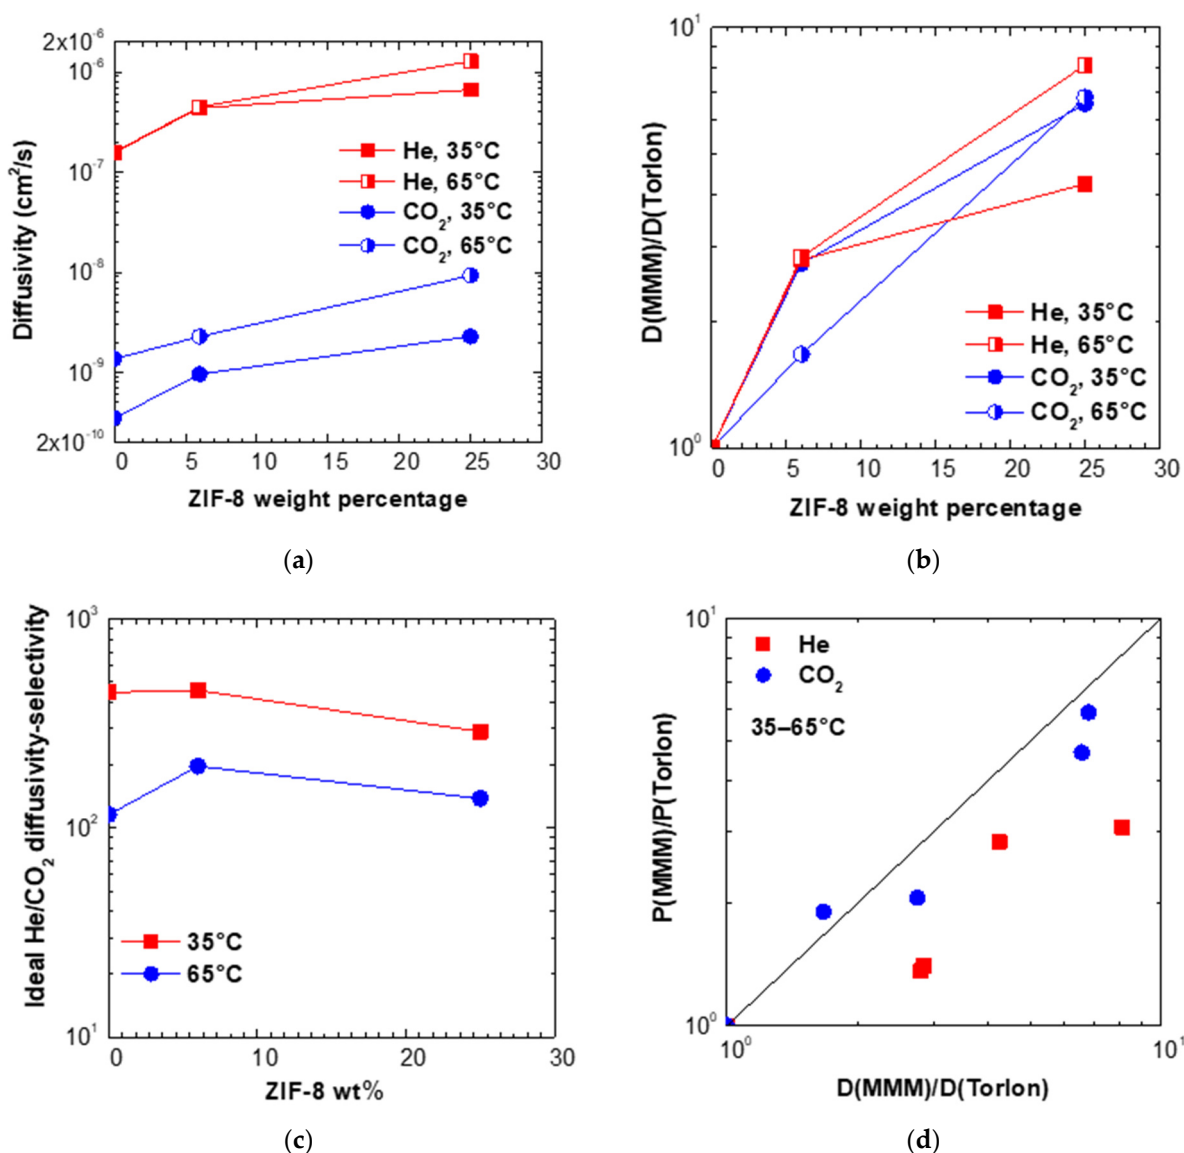 Diffusivity (cm²/s)
2x10⁻⁶
10⁻⁶
10⁻⁷
10⁻⁸
10⁻⁹
2x10⁻¹⁰
He, 35°C
He, 65°C
CO₂, 35°C
CO₂, 65°C
0 5 10 15 20 25 30
ZIF-8 weight percentage
(a)
D(MMM)/D(Torlon)
10¹
10⁰
He, 35°C
He, 65°C
CO₂, 35°C
CO₂, 65°C
0 5 10 15 20 25 30
ZIF-8 weight percentage
(b)
Ideal He/CO₂ diffusivity-selectivity
10³
10²
10¹
35°C
65°C
0 10 20 30
ZIF-8 wt%
(c)
P(MMM)/P(Torlon)
10¹
10⁰
He
CO₂
35–65°C
10⁰ 10¹
D(MMM)/D(Torlon)
(d)